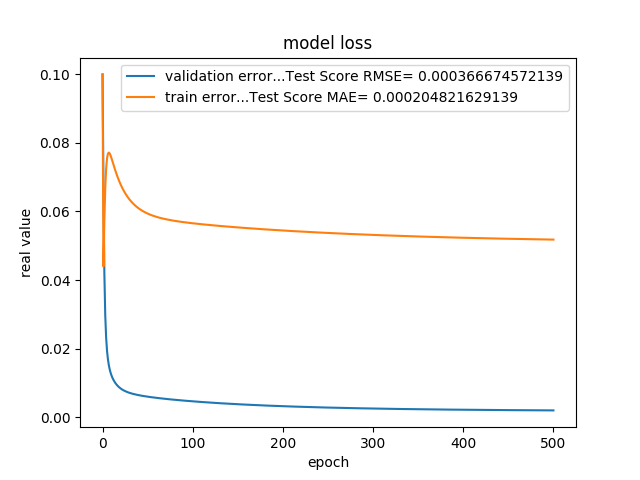 model loss
validation error...Test Score RMSE= 0.000366674572139
train error...Test Score MAE= 0.000204821629139
real value
0.10
0.08
0.06
0.04
0.02
0.00
0 100 200 300 400 500
epoch